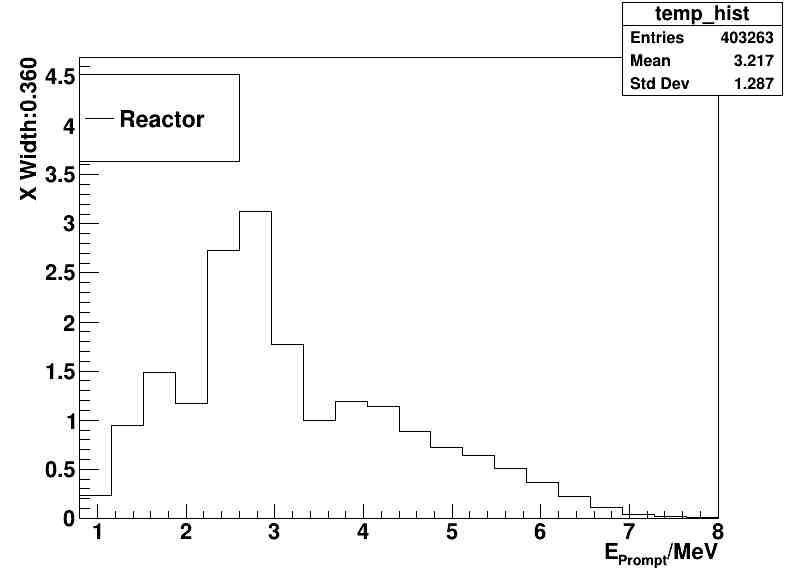 temp_hist
Entries 403263
Mean 3.217
Std Dev 1.287
X Width:0.360
Reactor
4.5
4
3.5
3
2.5
2
1.5
1
0.5
0
1 2 3 4 5 6 7 8
E_Prompt/MeV